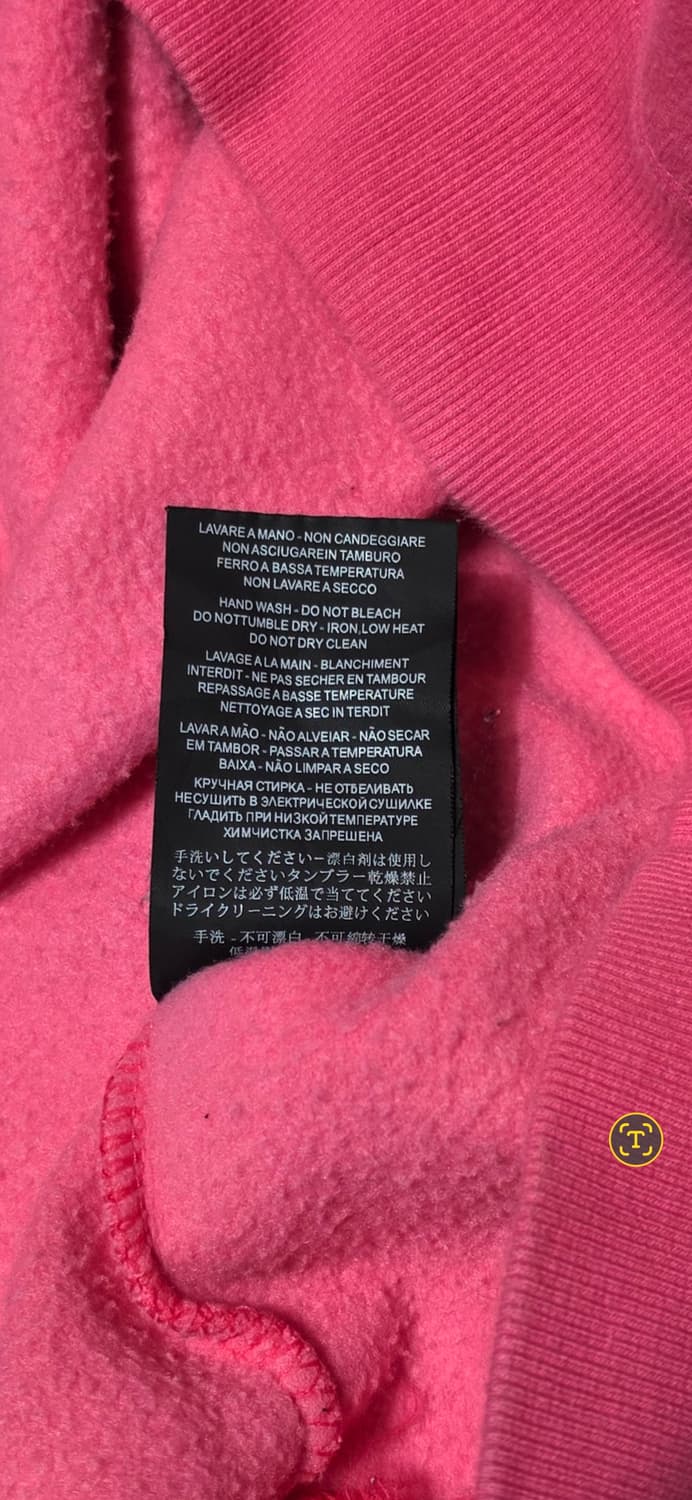 LAVARE A MANO - NON CANDEGGIARE
NON ASCIUGAREIN TAMBURO
FERRO A BASSA TEMPERATURA
NON LAVARE A SECCO
HAND WASH - DO NOT BLEACH
DO NOTTUMBLE DRY - IRON,LOW HEAT
DO NOT DRY CLEAN
LAVAGE A LA MAIN - BLANCHIMENT
INTERDIT - NE PAS SECHER EN TAMBOUR
REPASSAGE A BASSE TEMPERATURE
NETTOYAGE A SEC IN TERDIT
LAVAR A MÃO - NÃO ALVEIAR - NÃO SECAR
EM TAMBOR - PASSAR A TEMPERATURA
BAIXA - NÃO LIMPAR A SECO
КРУЧНАЯ СТИРКА - НЕ ОТБЕЛИВАТЬ
НЕ СУШИТЬ В ЭЛЕКТРИЧЕСКОЙ СУШИЛКЕ
ГЛАДИТЬ ПРИ НИЗКОЙ ТЕМПЕРАТУРЕ
ХИМЧИСТКА ЗАПРЕШЕНА
手洗いしてください－漂白剤は使用し
ないでくださいタンブラー乾燥禁止
アイロンは必ず低温で当ててください
ドライクリーニングはお避けください
手洗 - 不可漂白 - 不可转干燥
低温